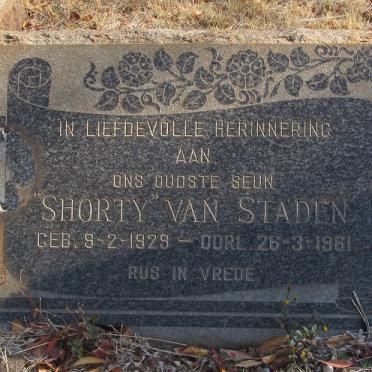 IN LIEFDEVOLLE HERINNERING
AAN
ONS OUDSTE SEUN
"SHORTY" VAN STADEN
GEB. 9-2-1929 — OORL. 26-3-1961
RUS IN VREDE